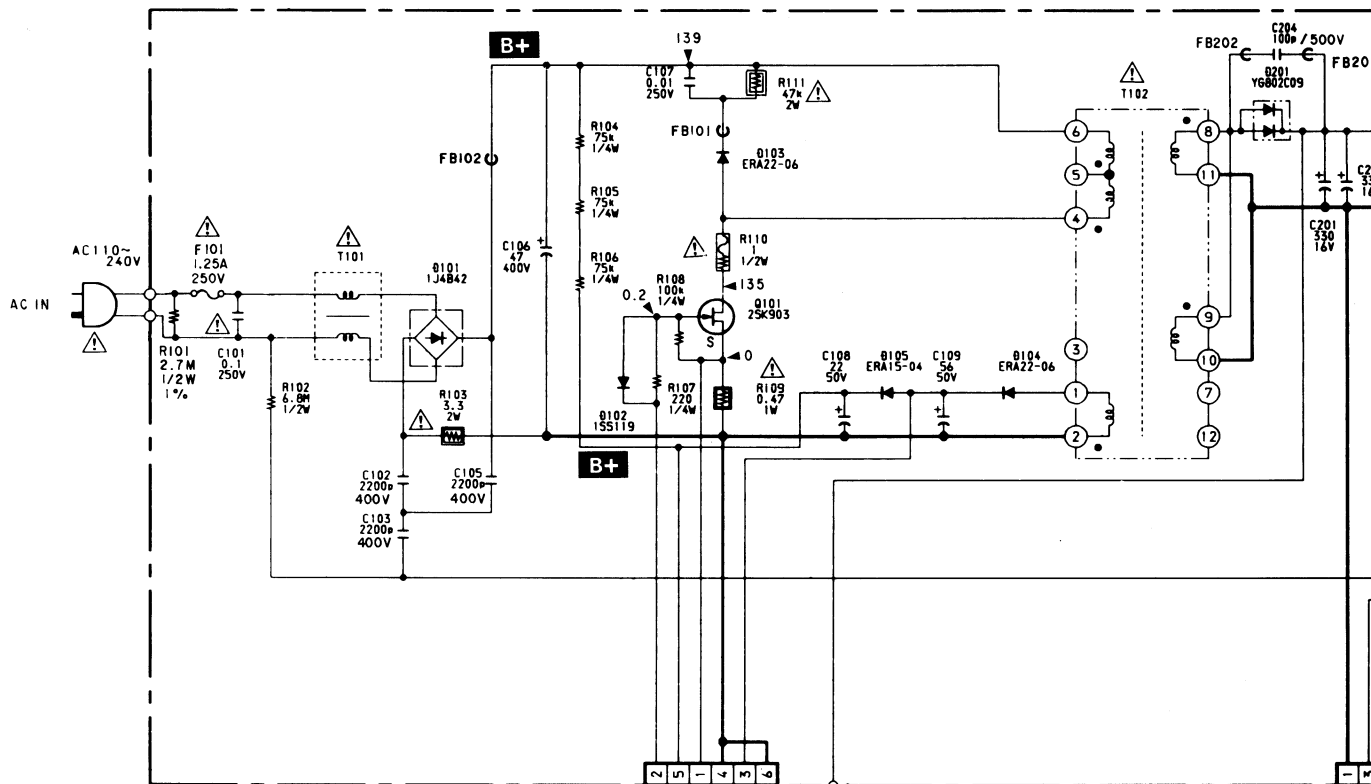 B+
139
C107
0.01
250V
R111
47k
2W
FB202
C204
100p/500V
FB20
D201
YG802C09
T102
R104
75k
1/4W
FB101
D103
ERA22-06
6
8
FB102
R105
75k
1/4W
5
11
4
C201
330
16V
AC110~
240V
F101
1.25A
250V
T101
D101
1J4B42
C106
47
400V
R106
75k
1/4W
R110
1
1/2W
135
R108
100k
1/4W
0.2
Q101
2SK903
S
0
AC IN
9
3
10
R101
2.7M
1/2W
1%
C101
0.1
250V
R102
6.8M
1/2W
R103
3.3
2W
D102
1SS119
R107
220
1/4W
R109
0.47
1W
C108
22
50V
D105
ERA15-04
C109
56
50V
D104
ERA22-06
1
7
2
12
B+
C102
2200p
400V
C105
2200p
400V
C103
2200p
400V
2
5
1
4
3
6
1